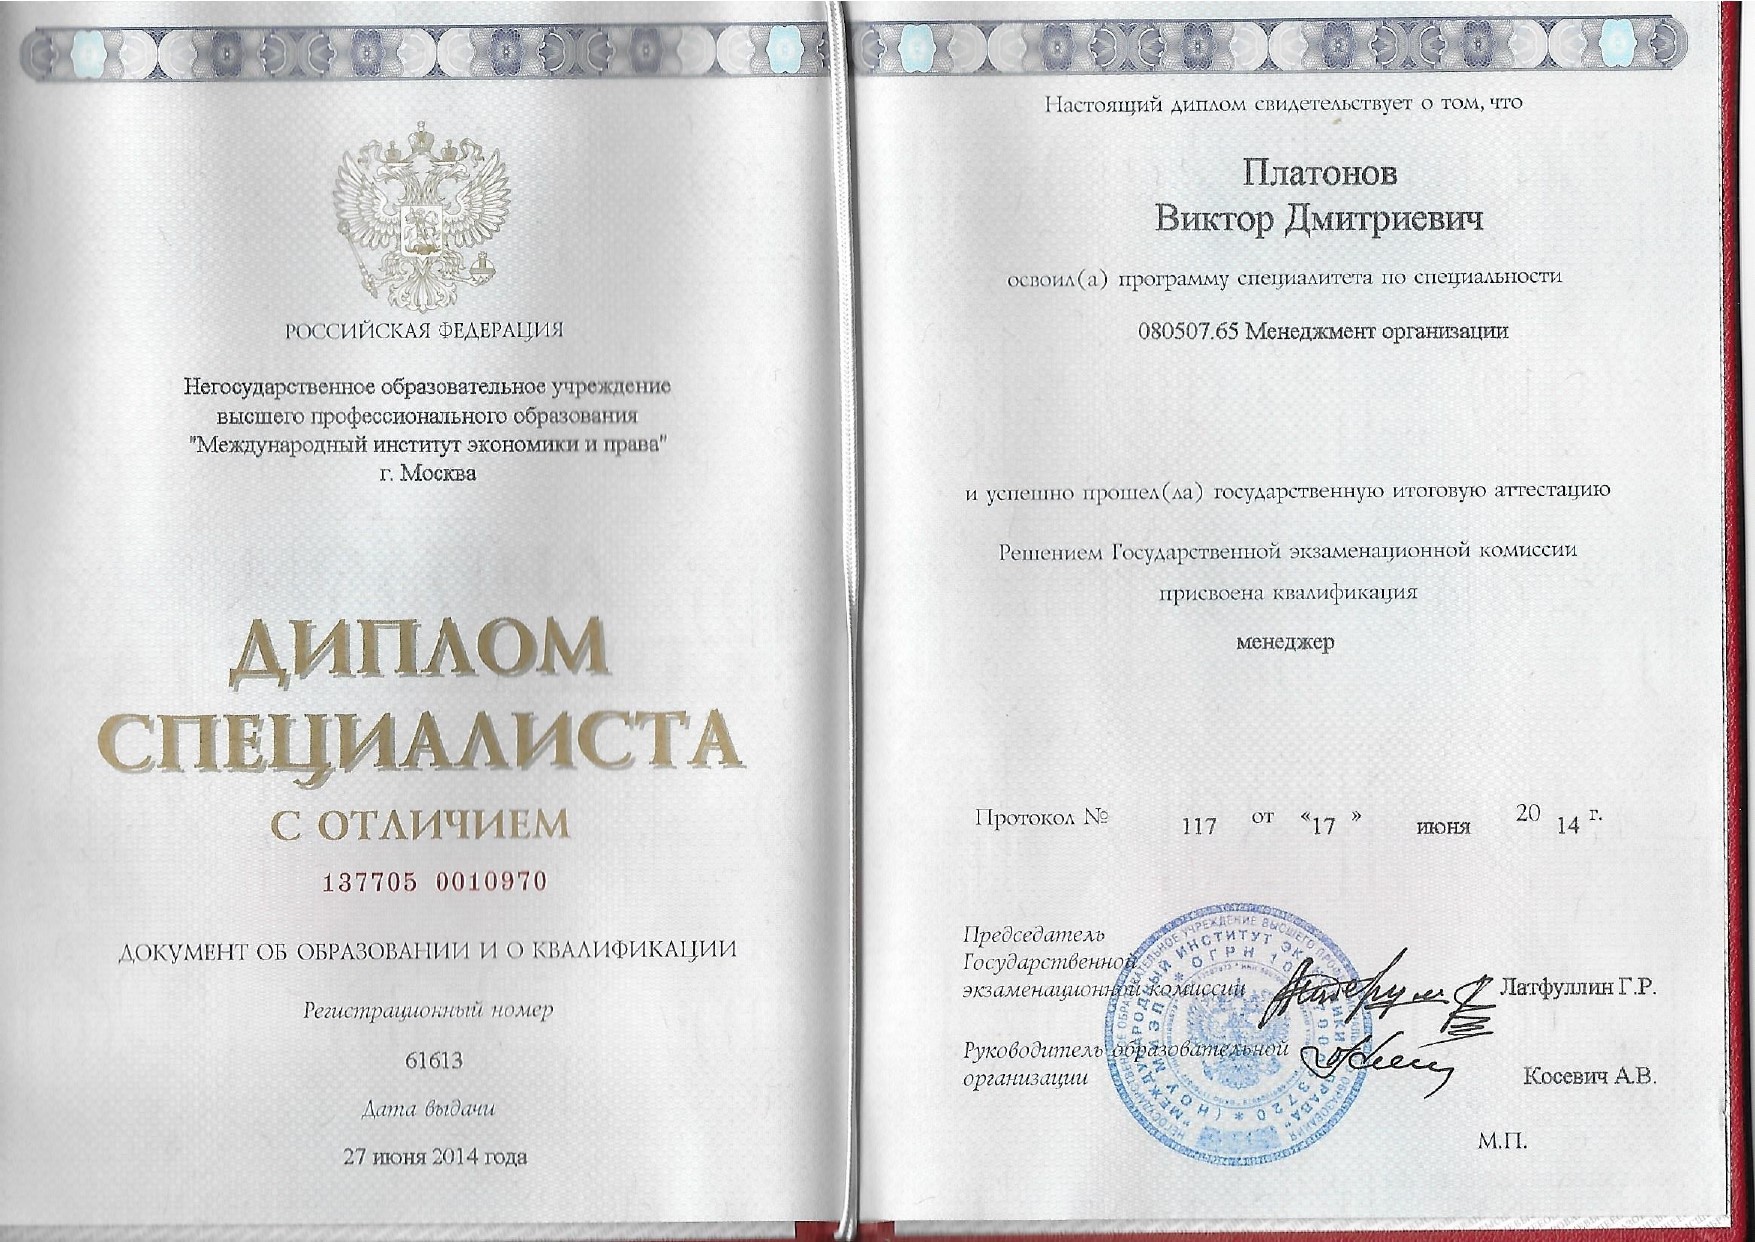 РОССИЙСКАЯ ФЕДЕРАЦИЯ
Негосударственное образовательное учреждение
высшего профессионального образования
"Международный институт экономики и права"
г. Москва
ДИПЛОМ
СПЕЦИАЛИСТА
С ОТЛИЧИЕМ
137705 0010970
ДОКУМЕНТ ОБ ОБРАЗОВАНИИ И О КВАЛИФИКАЦИИ
Регистрационный номер
61613
Дата выдачи
27 июня 2014 года
Настоящий диплом свидетельствует о том, что
Платонов
Виктор Дмитриевич
освоил(а) программу специалитета по специальности
080507.65 Менеджмент организации
и успешно прошел(ла) государственную итоговую аттестацию
Решением Государственной экзаменационной комиссии
присвоена квалификация
менеджер
Протокол № 117 от «17» июня 2014 г.
Председатель
Государственной
экзаменационной комиссии Латфуллин Г.Р.
Руководитель образовательной
организации Косевич А.В.
М.П.